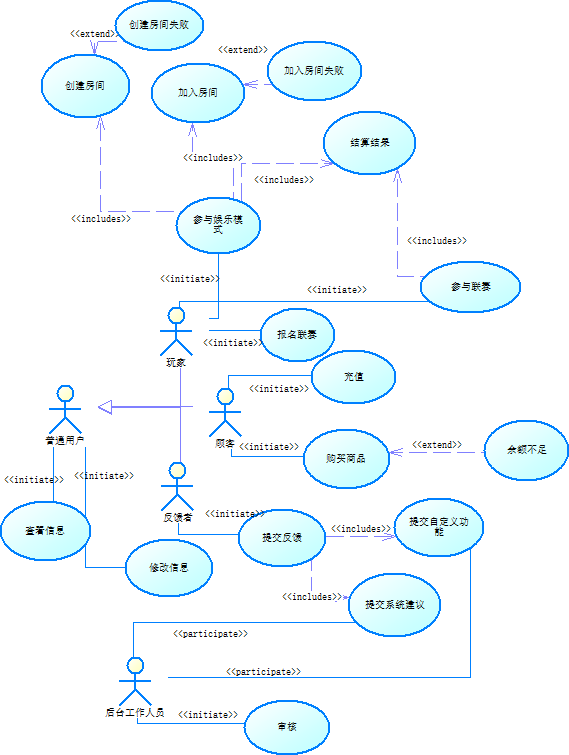 创建房间失败
<<extend>>
<<extend>>
创建房间
加入房间
加入房间失败
结算结果
<<includes>>
<<includes>>
<<includes>>
参与娱乐模
式
<<includes>>
<<initiate>>
参与联赛
<<initiate>>
报名联赛
<<initiate>>
玩家
充值
<<initiate>>
普通用户
顾客
<<initiate>>
购买商品
<<extend>>
余额不足
<<initiate>>
<<initiate>>
反馈者
<<initiate>>
查看信息
提交反馈
<<includes>>
提交自定义功
能
修改信息
<<includes>>
提交系统建议
<<participate>>
<<participate>>
后台工作人员
<<initiate>>
审核